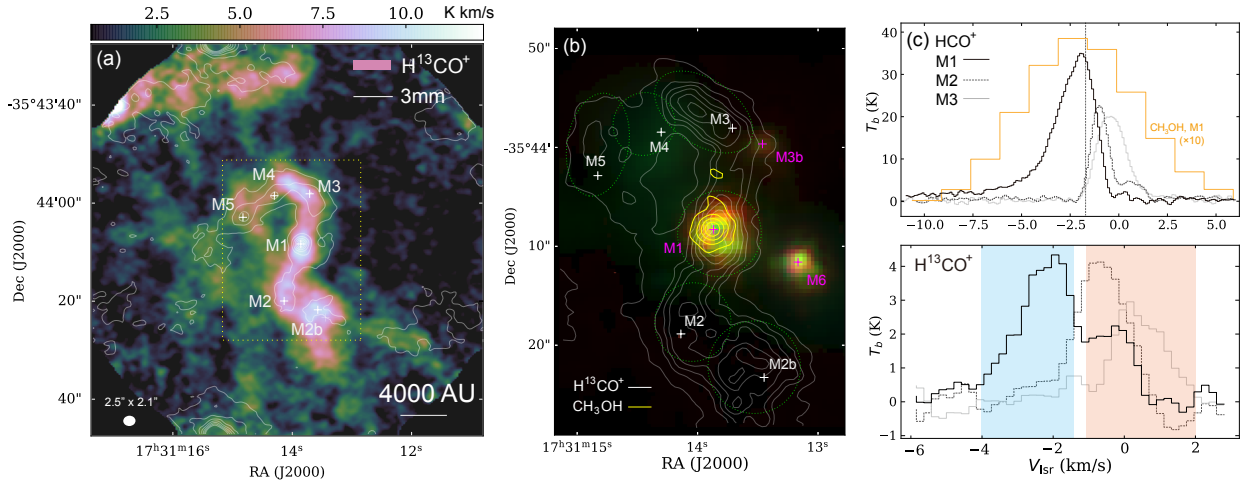 2.5 5.0 7.5 10.0 K km/s
(a)
H¹³CO⁺
3mm
M4
M3
M5
M1
M2
M2b
4000 AU
2.5" x 2.1"
-35°43'40"
44'00"
20"
40"
Dec (J2000)
17ʰ31ᵐ16ˢ 14ˢ 12ˢ
RA (J2000)
(b)
M3
M4
M5
M3b
M1
M6
M2
M2b
H¹³CO⁺
CH₃OH
50"
-35°44'
10"
20"
Dec (J2000)
17ʰ31ᵐ15ˢ 14ˢ 13ˢ
RA (J2000)
(c)
HCO⁺
M1
M2
M3
CH₃OH, M1
(×10)
40
30
20
10
0
T_b (K)
-10.0 -7.5 -5.0 -2.5 0.0 2.5 5.0
H¹³CO⁺
4
3
2
1
0
-1
T_b (K)
-6 -4 -2 0 2
V_lsr (km/s)